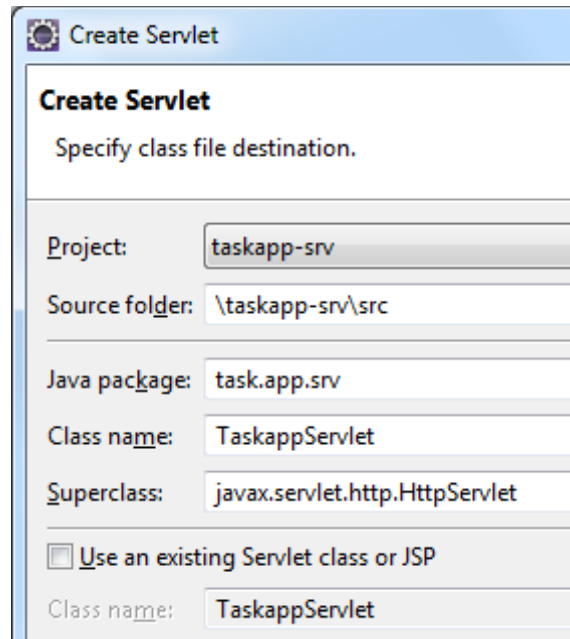 Create Servlet
Create Servlet
Specify class file destination.
Project: taskapp-srv
Source folder: \taskapp-srv\src
Java package: task.app.srv
Class name: TaskappServlet
Superclass: javax.servlet.http.HttpServlet
Use an existing Servlet class or JSP
Class name: TaskappServlet